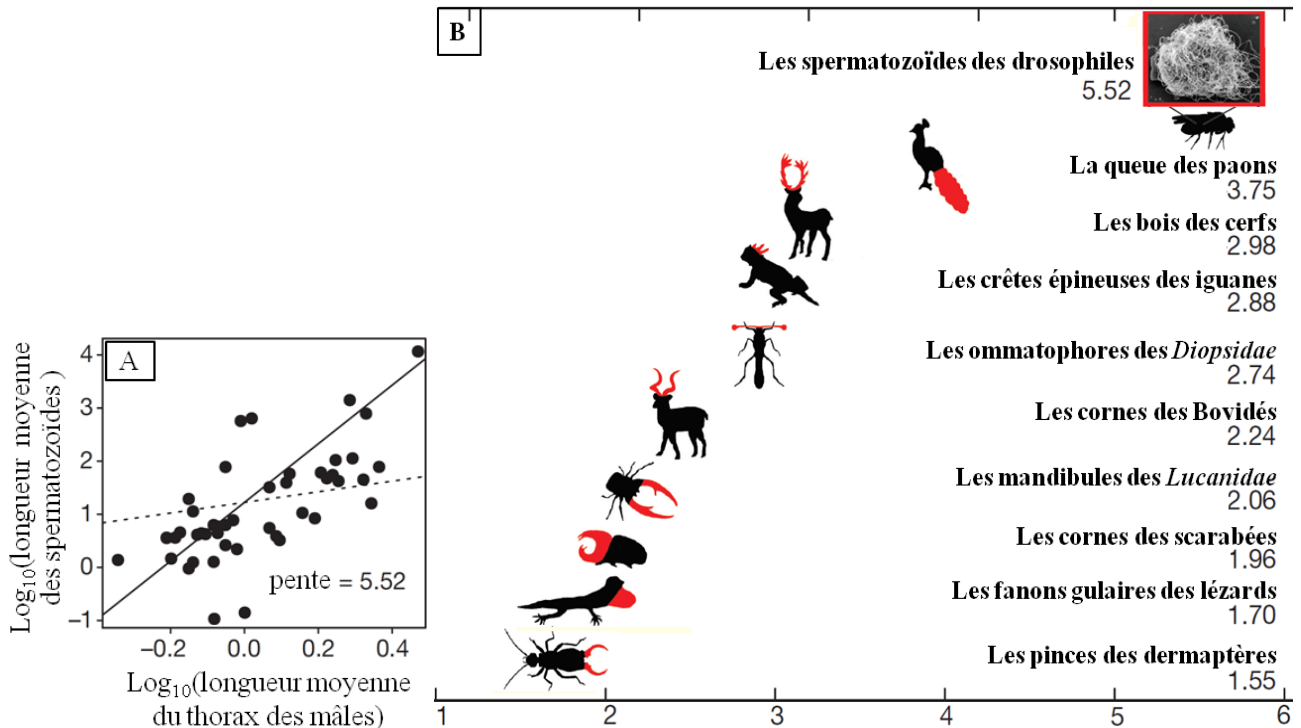 B
Les spermatozoïdes des drosophiles
5.52
La queue des paons
3.75
Les bois des cerfs
2.98
Les crêtes épineuses des iguanes
2.88
Les ommatophores des Diopsidae
2.74
Les cornes des Bovidés
2.24
Les mandibules des Lucanidae
2.06
Les cornes des scarabées
1.96
Les fanons gulaires des lézards
1.70
Les pinces des dermaptères
1.55
1 2 3 4 5 6
A
Log10(longueur moyenne
des spermatozoïdes )
4
3
2
1
0
−1
pente = 5.52
−0.2 0.0 0.2 0.4
Log10(longueur moyenne
du thorax des mâles)